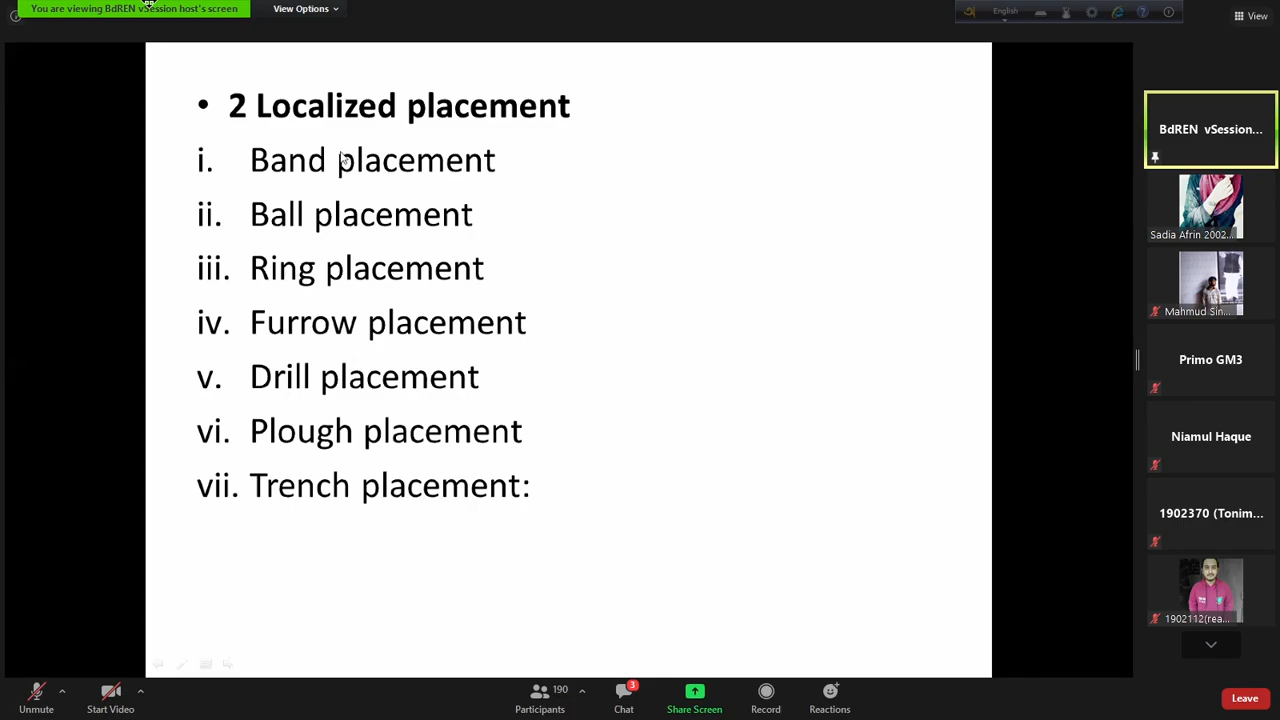 You are viewing BdREN vSession host's screen
View Options
English
View
• 2 Localized placement
i. Band placement
ii. Ball placement
iii. Ring placement
iv. Furrow placement
v. Drill placement
vi. Plough placement
vii. Trench placement:
BdREN vSession...
Sadia Afrin 2002...
Mahmud Sin...
Primo GM3
Niamul Haque
1902370 (Tonim...
1902112(rea...
Unmute
Start Video
190
Participants
3
Chat
Share Screen
Record
Reactions
Leave